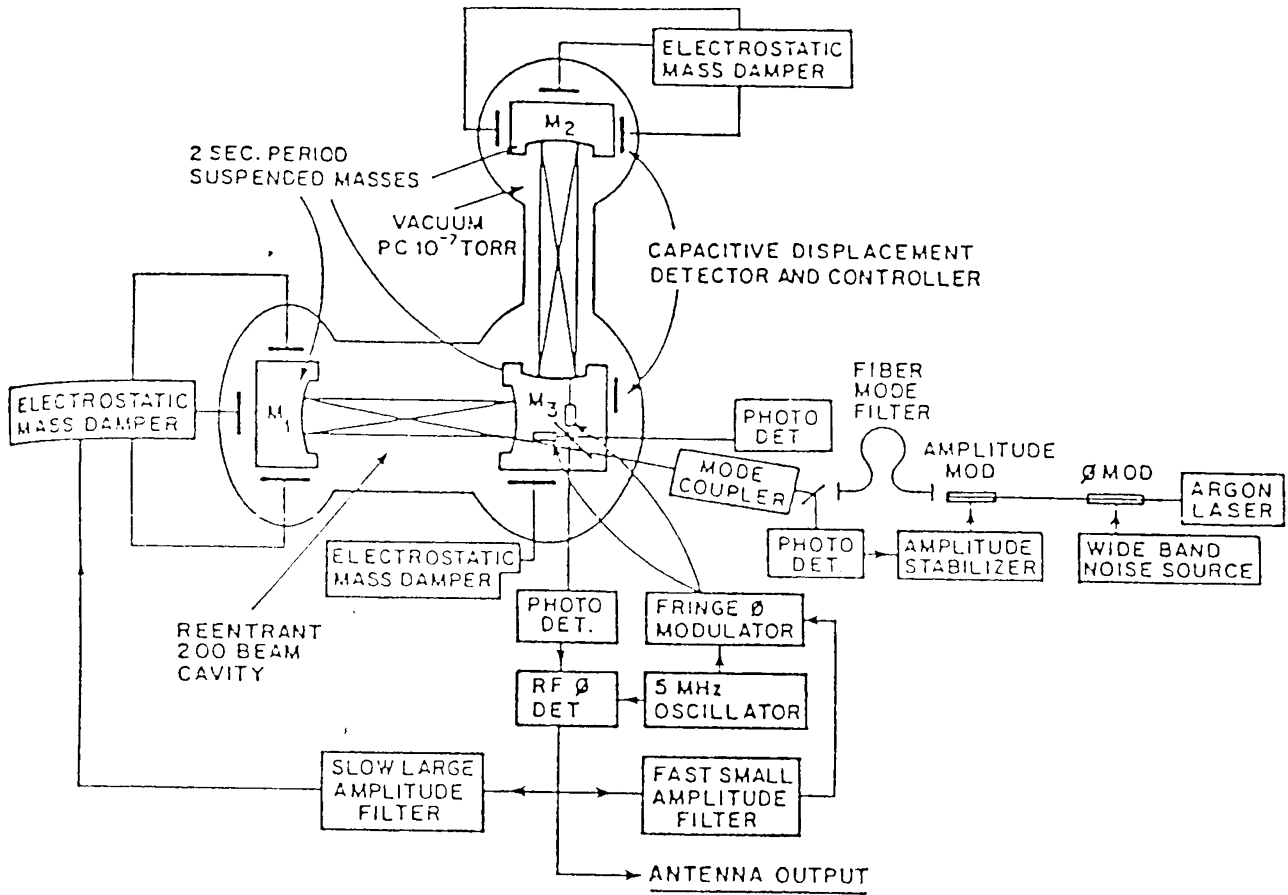 ELECTROSTATIC
MASS DAMPER
M2
2 SEC. PERIOD
SUSPENDED MASSES
VACUUM
PC 10⁻⁷ TORR
CAPACITIVE DISPLACEMENT
DETECTOR AND CONTROLLER
ELECTROSTATIC
MASS DAMPER
M1
M3
PHOTO
DET
FIBER
MODE
FILTER
MODE
COUPLER
AMPLITUDE
MOD
Ø MOD
ARGON
LASER
PHOTO
DET.
AMPLITUDE
STABILIZER
WIDE BAND
NOISE SOURCE
ELECTROSTATIC
MASS DAMPER
REENTRANT
200 BEAM
CAVITY
PHOTO
DET.
FRINGE Ø
MODULATOR
RF Ø
DET
5 MHz
OSCILLATOR
SLOW LARGE
AMPLITUDE
FILTER
FAST SMALL
AMPLITUDE
FILTER
ANTENNA OUTPUT